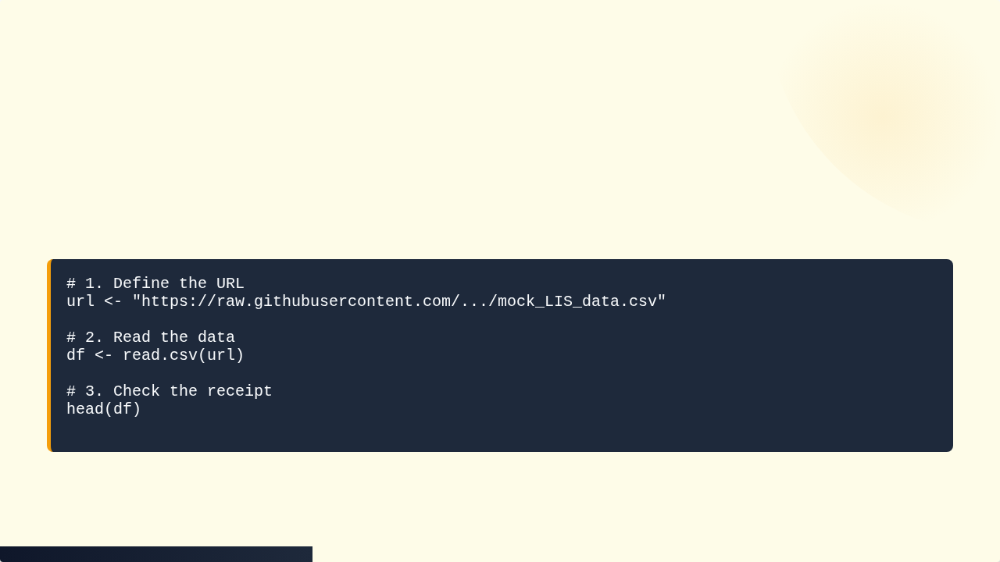 # 1. Define the URL
url <- "https://raw.githubusercontent.com/.../mock_LIS_data.csv"
# 2. Read the data
df <- read.csv(url)
# 3. Check the receipt
head(df)